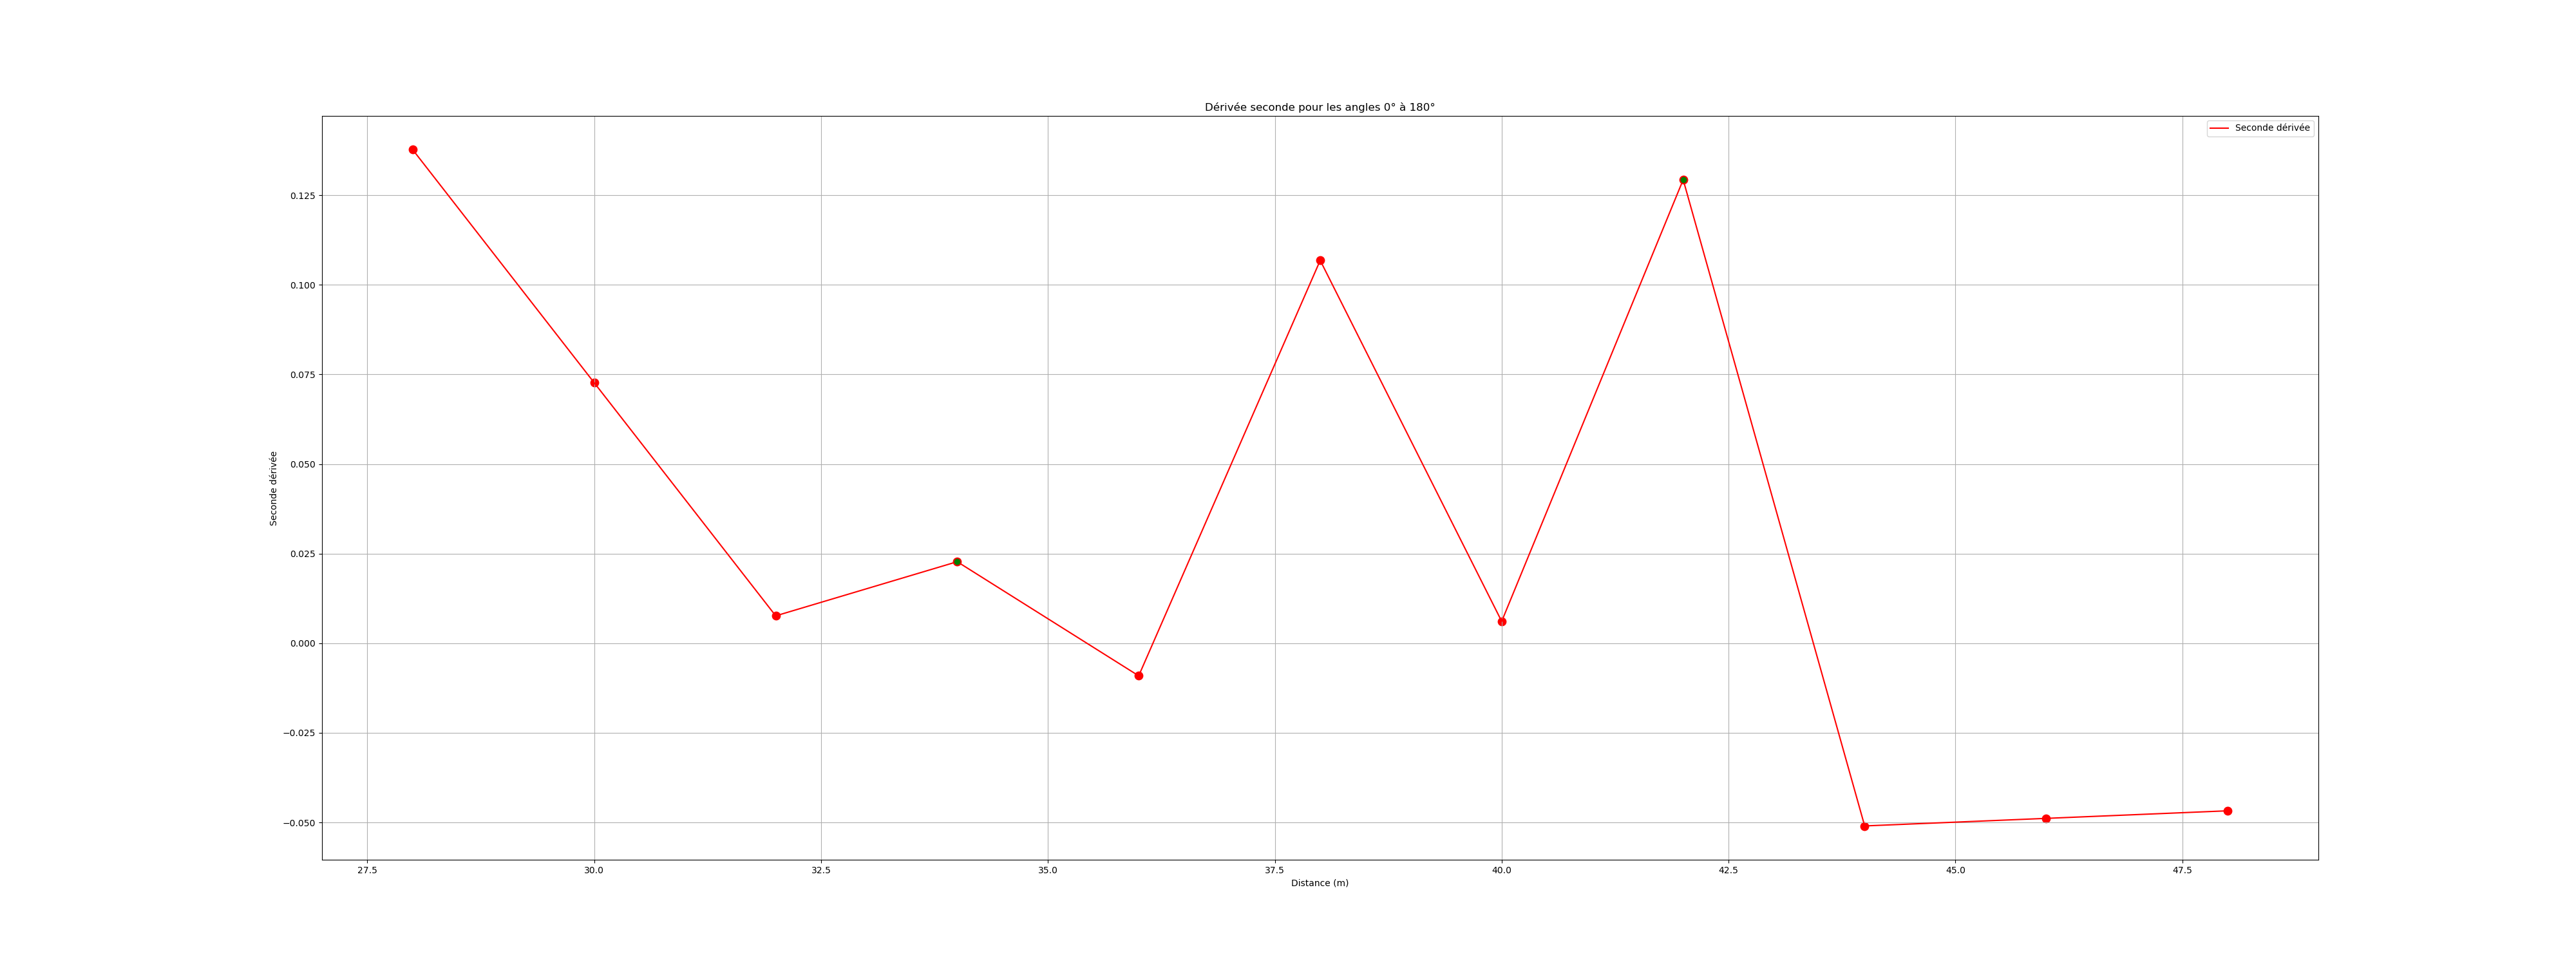 Dérivée seconde pour les angles 0° à 180°
Seconde dérivée
Seconde dérivée
0.125
0.100
0.075
0.050
0.025
0.000
−0.025
−0.050
27.5 30.0 32.5 35.0 37.5 40.0 42.5 45.0 47.5
Distance (m)